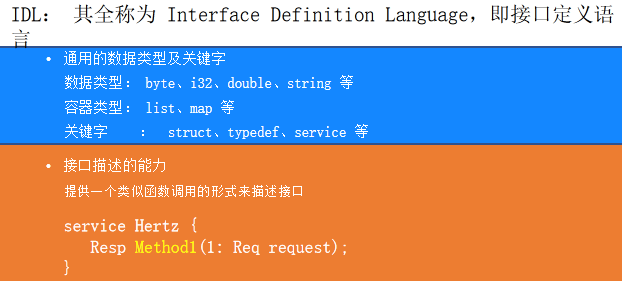 IDL： 其全称为 Interface Definition Language，即接口定义语
言
• 通用的数据类型及关键字
数据类型： byte、i32、double、string 等
容器类型： list、map 等
关键字 ： struct、typedef、service 等
• 接口描述的能力
提供一个类似函数调用的形式来描述接口
service Hertz {
Resp Method1(1: Req request);
}